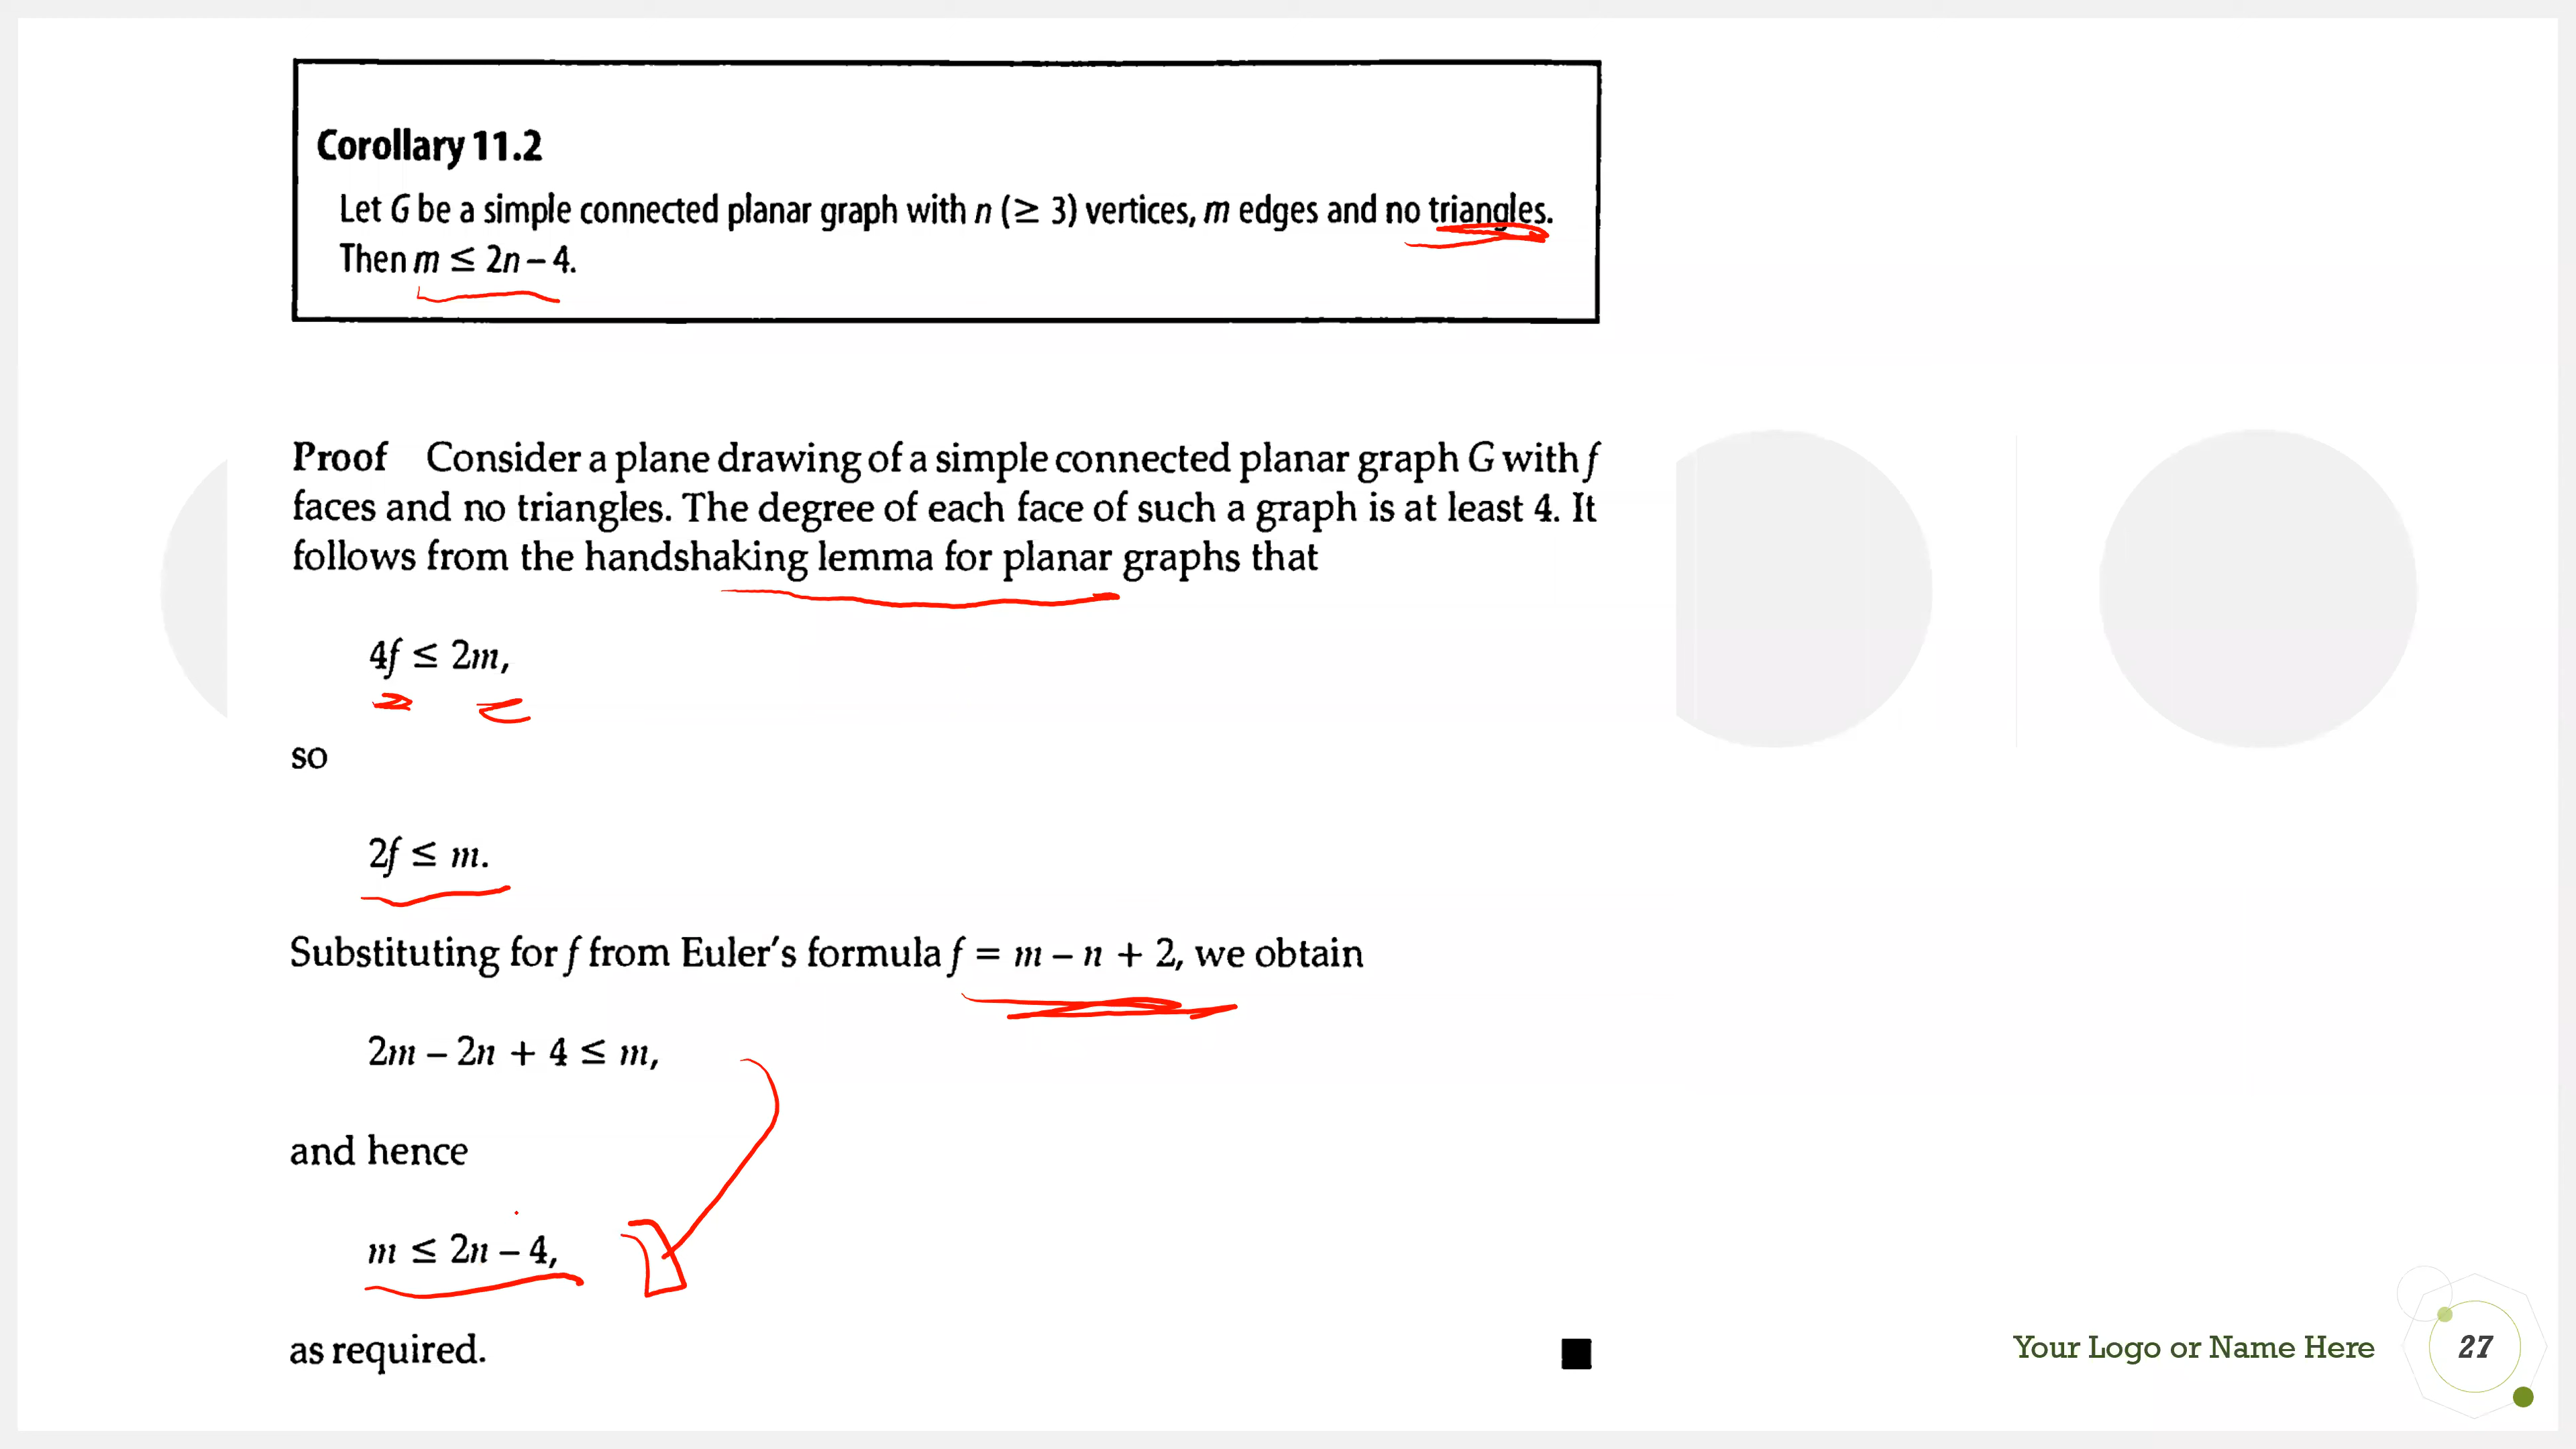 Corollary 11.2
Let G be a simple connected planar graph with n (≥ 3) vertices, m edges and no triangles.
Then m ≤ 2n – 4.
Proof Consider a plane drawing of a simple connected planar graph G with f
faces and no triangles. The degree of each face of such a graph is at least 4. It
follows from the handshaking lemma for planar graphs that
4f ≤ 2m,
so
2f ≤ m.
Substituting for f from Euler's formula f = m – n + 2, we obtain
2m – 2n + 4 ≤ m,
and hence
m ≤ 2n – 4,
as required. ■
Your Logo or Name Here
27